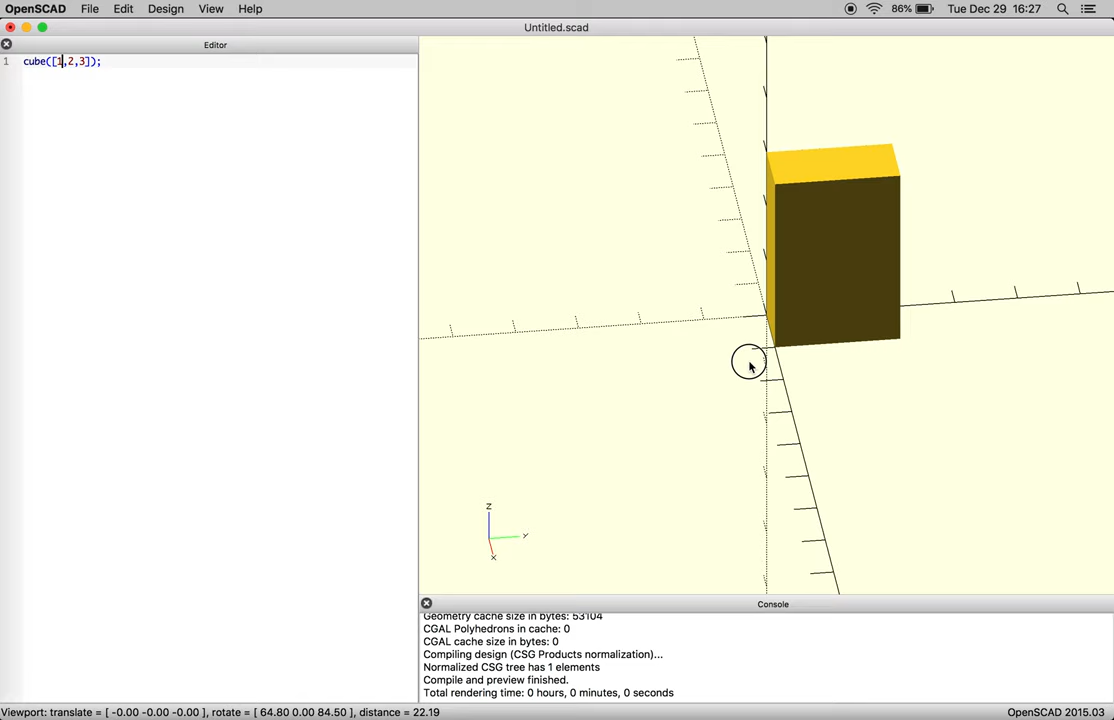 OpenSCAD File Edit Design View Help 86% Tue Dec 29 16:27
Untitled.scad
Editor
1 cube([1,2,3]);
Z
Y
X
Console
Geometry cache size in bytes: 53104
CGAL Polyhedrons in cache: 0
CGAL cache size in bytes: 0
Compiling design (CSG Products normalization)...
Normalized CSG tree has 1 elements
Compile and preview finished.
Total rendering time: 0 hours, 0 minutes, 0 seconds
Viewport: translate = [ -0.00 -0.00 -0.00 ], rotate = [ 64.80 0.00 84.50 ], distance = 22.19 OpenSCAD 2015.03